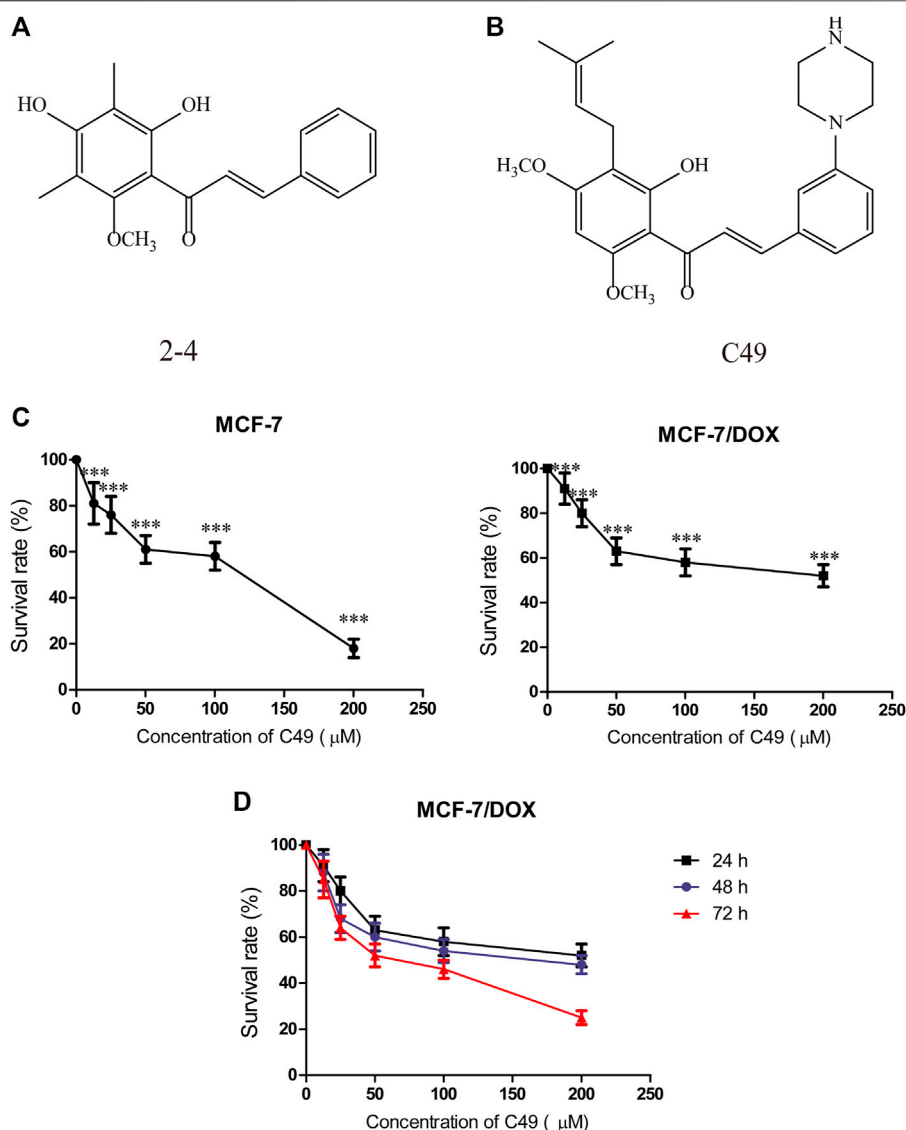 A
HO
OH
OCH3
O
2-4
B
H
N
N
H3CO
OH
OCH3
O
C49
C
MCF-7
Survival rate (%)
100
80
60
40
20
0
***
***
***
***
***
0 50 100 150 200 250
Concentration of C49 ( μM)
MCF-7/DOX
Survival rate (%)
100
80
60
40
20
0
***
***
***
***
***
0 50 100 150 200 250
Concentration of C49 ( μM)
D
MCF-7/DOX
Survival rate (%)
100
80
60
40
20
0
0 50 100 150 200 250
Concentration of C49 ( μM)
24 h
48 h
72 h